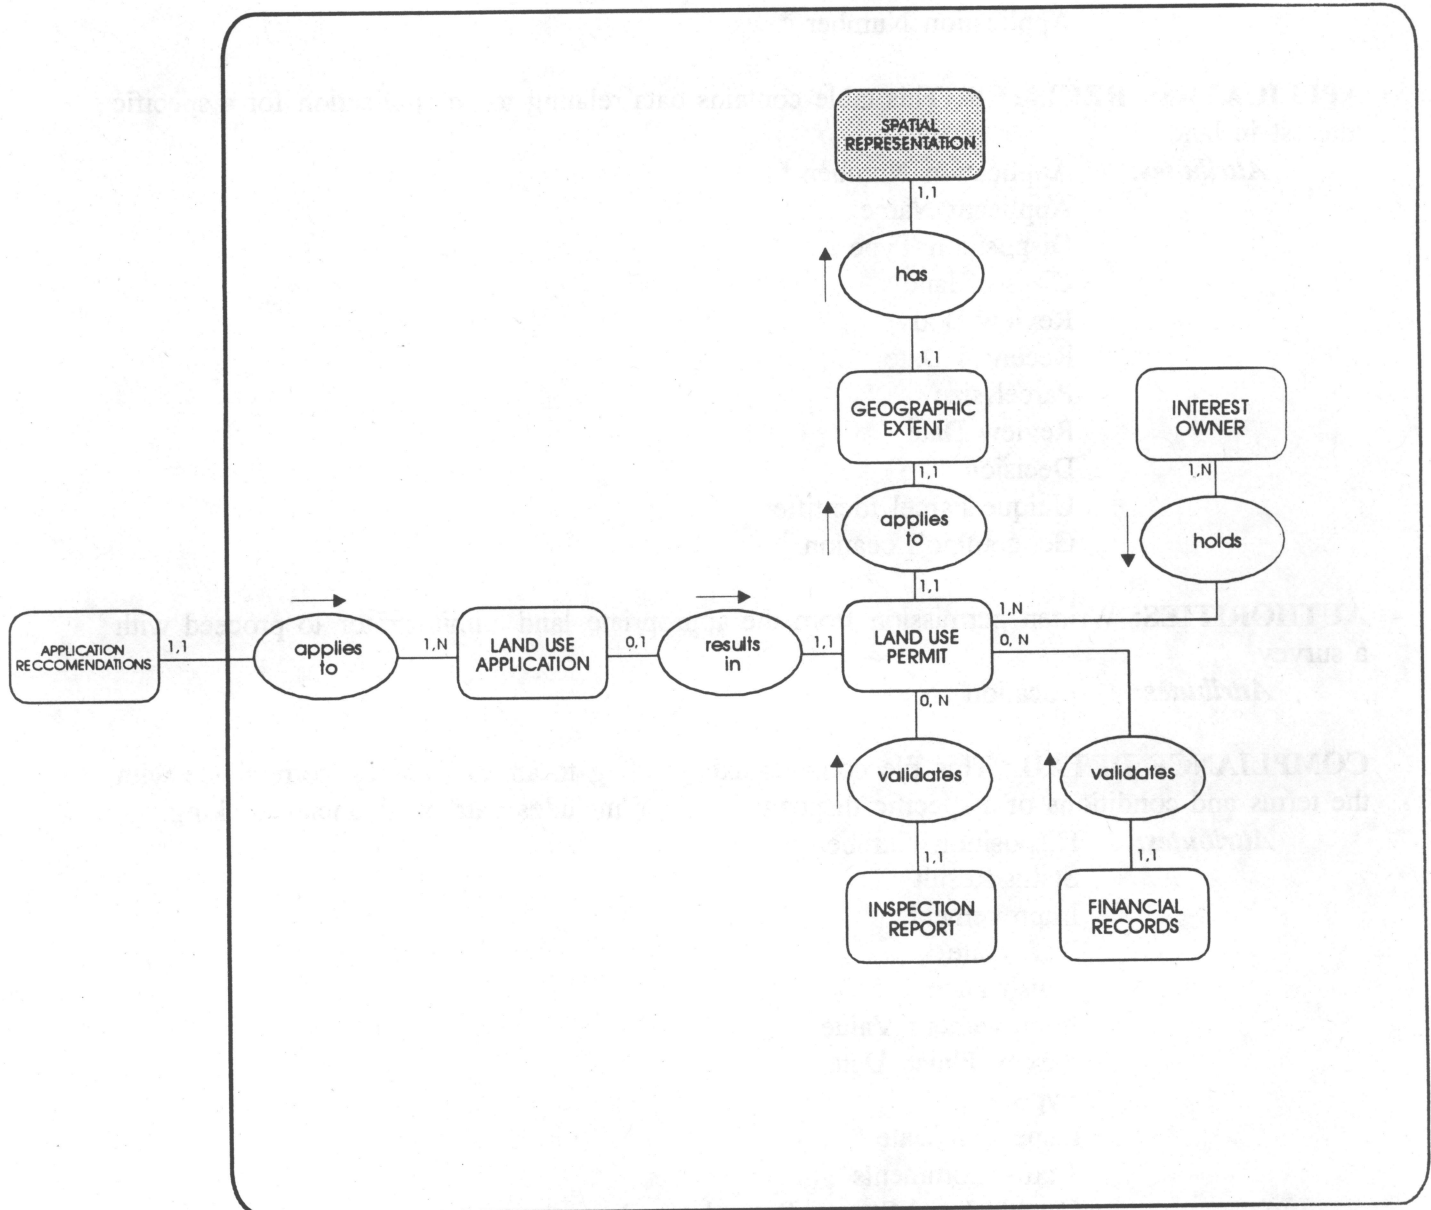 SPATIAL
REPRESENTATION
1,1
has
1,1
GEOGRAPHIC
EXTENT
INTEREST
OWNER
1,1
1,N
applies
to
holds
1,1
1,N
APPLICATION
RECCOMENDATIONS
1,1
applies
to
1,N
LAND USE
APPLICATION
0,1
results
in
1,1
LAND USE
PERMIT
0, N
0, N
validates
validates
1,1
1,1
INSPECTION
REPORT
FINANCIAL
RECORDS